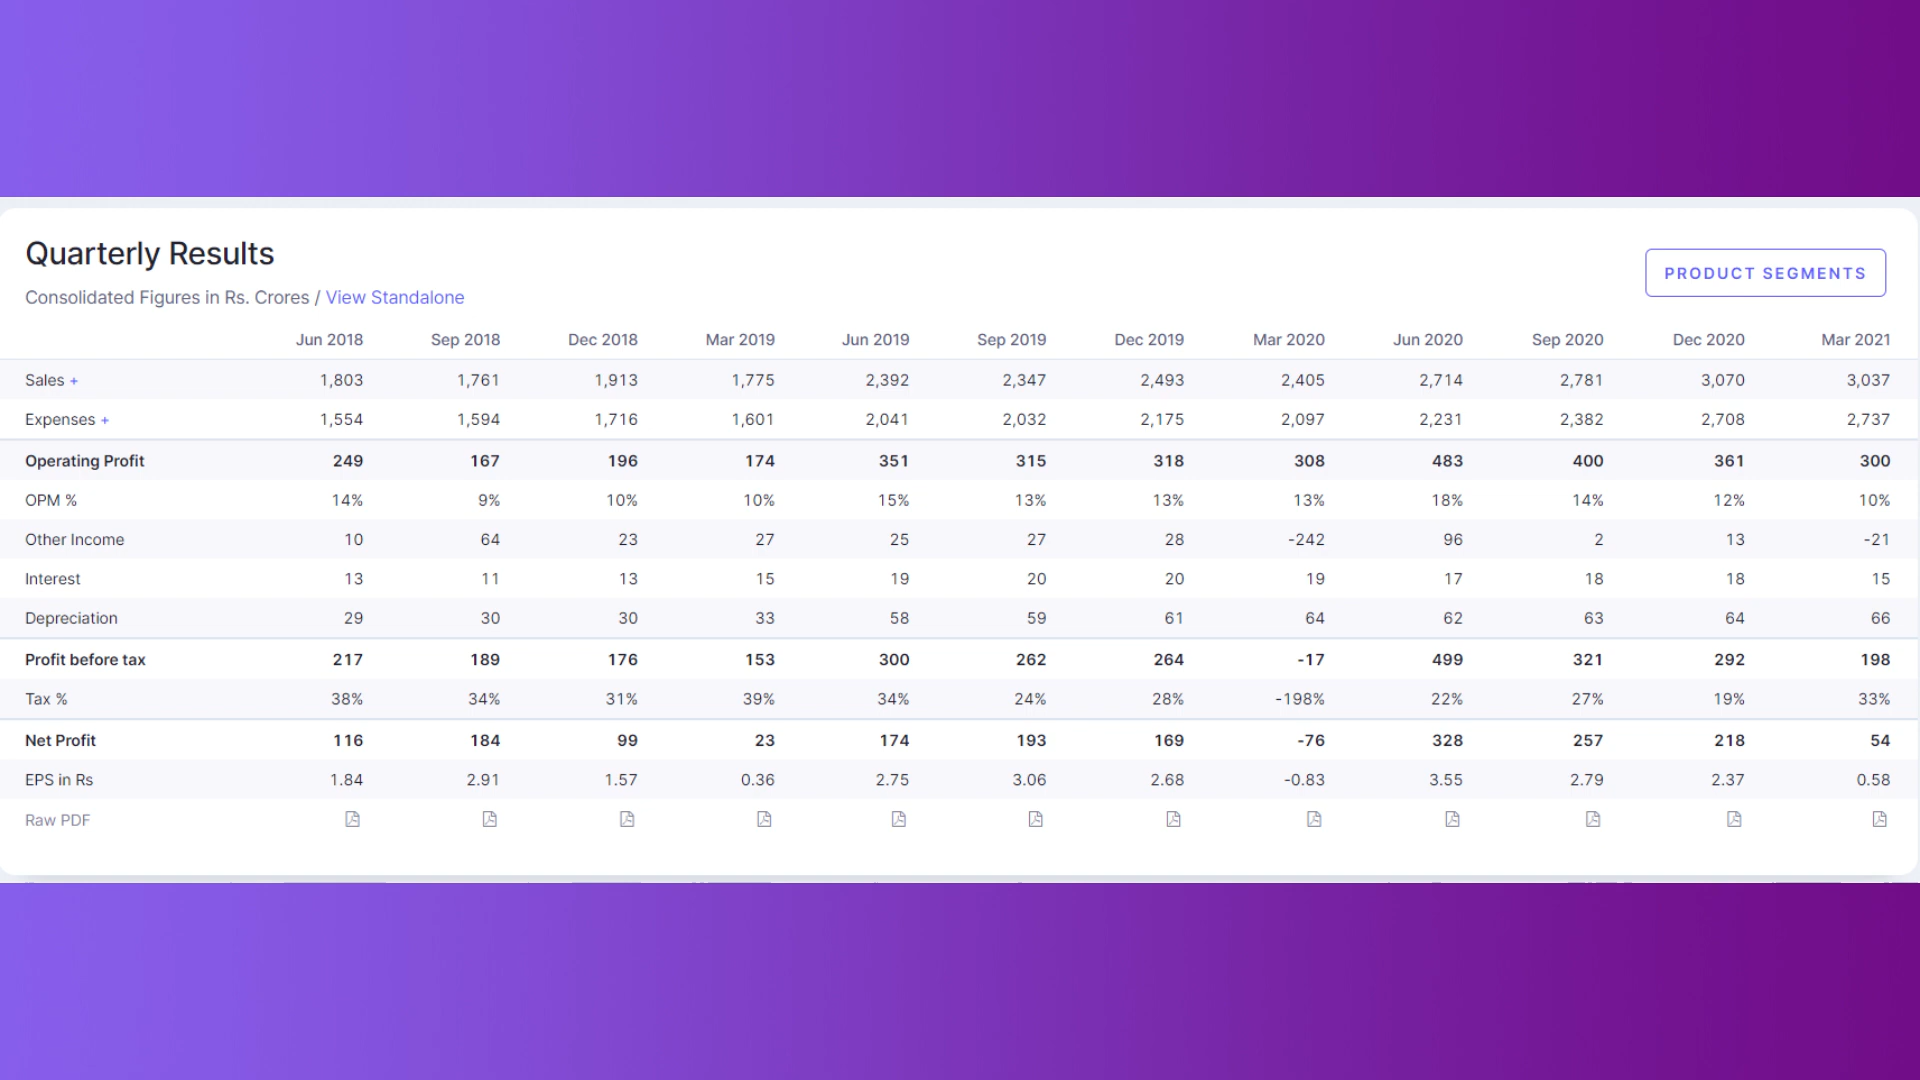 Quarterly Results
PRODUCT SEGMENTS
Consolidated Figures in Rs. Crores / View Standalone
Jun 2018 Sep 2018 Dec 2018 Mar 2019 Jun 2019 Sep 2019 Dec 2019 Mar 2020 Jun 2020 Sep 2020 Dec 2020 Mar 2021
Sales + 1,803 1,761 1,913 1,775 2,392 2,347 2,493 2,405 2,714 2,781 3,070 3,037
Expenses + 1,554 1,594 1,716 1,601 2,041 2,032 2,175 2,097 2,231 2,382 2,708 2,737
Operating Profit 249 167 196 174 351 315 318 308 483 400 361 300
OPM % 14% 9% 10% 10% 15% 13% 13% 13% 18% 14% 12% 10%
Other Income 10 64 23 27 25 27 28 -242 96 2 13 -21
Interest 13 11 13 15 19 20 20 19 17 18 18 15
Depreciation 29 30 30 33 58 59 61 64 62 63 64 66
Profit before tax 217 189 176 153 300 262 264 -17 499 321 292 198
Tax % 38% 34% 31% 39% 34% 24% 28% -198% 22% 27% 19% 33%
Net Profit 116 184 99 23 174 193 169 -76 328 257 218 54
EPS in Rs 1.84 2.91 1.57 0.36 2.75 3.06 2.68 -0.83 3.55 2.79 2.37 0.58
Raw PDF